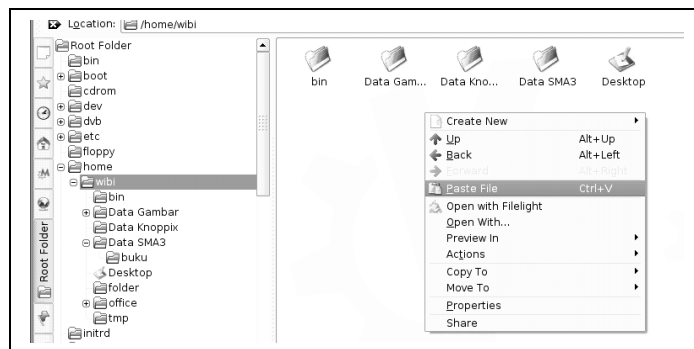 Location: /home/wibi
Root Folder
bin
boot
cdrom
dev
dvb
etc
floppy
home
wibi
bin
Data Gambar
Data Knoppix
Data SMA3
buku
Desktop
folder
office
tmp
initrd
Root Folder
bin
Data Gam...
Data Kno...
Data SMA3
Desktop
Create New
Up Alt+Up
Back Alt+Left
Forward Alt+Right
Paste File Ctrl+V
Open with Filelight
Open With...
Preview In
Actions
Copy To
Move To
Properties
Share